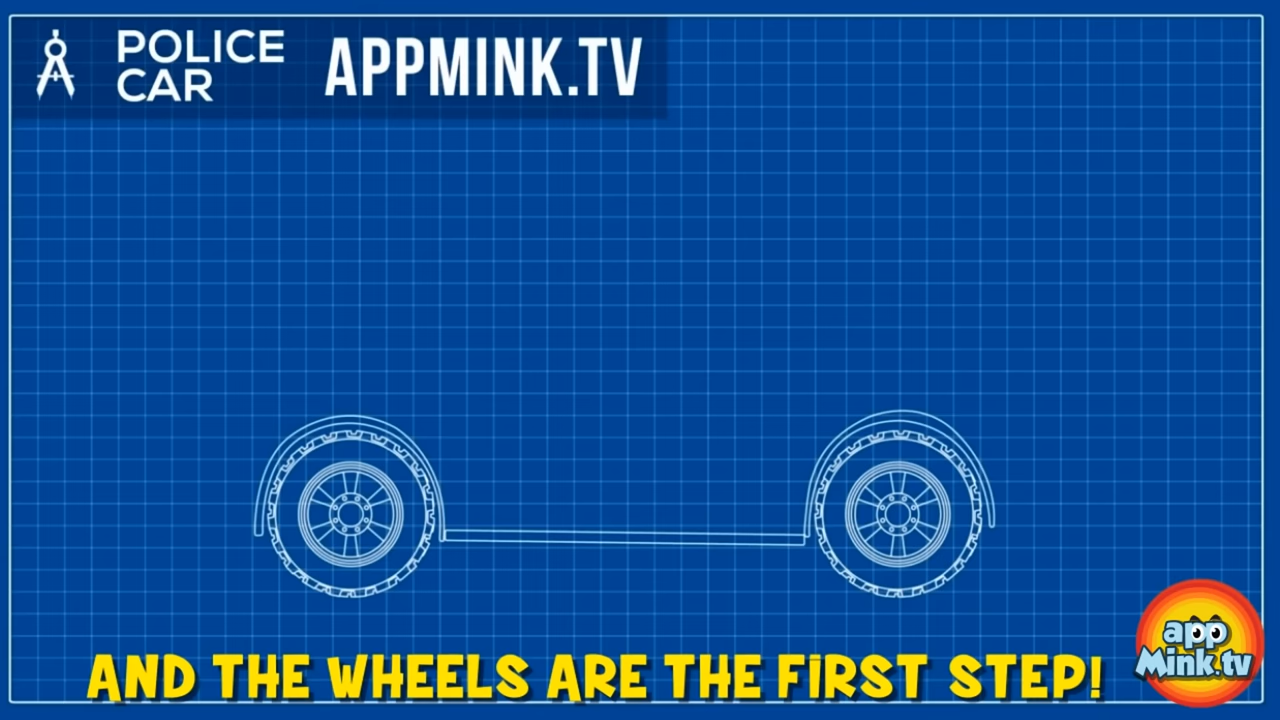 POLICE
CAR
APPMINK.TV
AND THE WHEELS ARE THE FIRST STEP!
app
Mink.tv